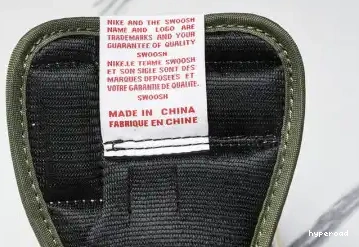 NIKE AND THE SWOOSH
NAME AND LOGO ARE
TRADEMARKS AND YOUR
GUARANTEE OF QUALITY
SWOOSH
NIKE.LE TERME SWOOSH
ET SON SIGLE SONT DES
MARQUES DEPOSEES ET
VOTRE GARANTIE DE QUALITE.
SWOOSH
MADE IN CHINA
FABRIQUE EN CHINE
hyperood